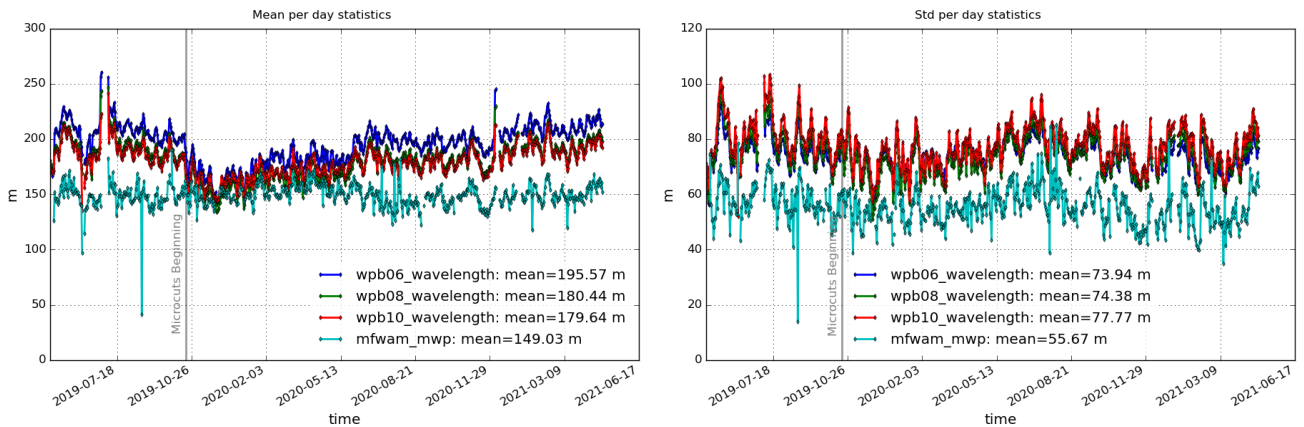 Mean per day statistics
300
250
200
150
100
50
0
m
Microcuts Beginning
wpb06_wavelength: mean=195.57 m
wpb08_wavelength: mean=180.44 m
wpb10_wavelength: mean=179.64 m
mfwam_mwp: mean=149.03 m
2019-07-18
2019-10-26
2020-02-03
2020-05-13
2020-08-21
2020-11-29
2021-03-09
2021-06-17
time
Std per day statistics
120
100
80
60
40
20
0
m
Microcuts Beginning
wpb06_wavelength: mean=73.94 m
wpb08_wavelength: mean=74.38 m
wpb10_wavelength: mean=77.77 m
mfwam_mwp: mean=55.67 m
2019-07-18
2019-10-26
2020-02-03
2020-05-13
2020-08-21
2020-11-29
2021-03-09
2021-06-17
time